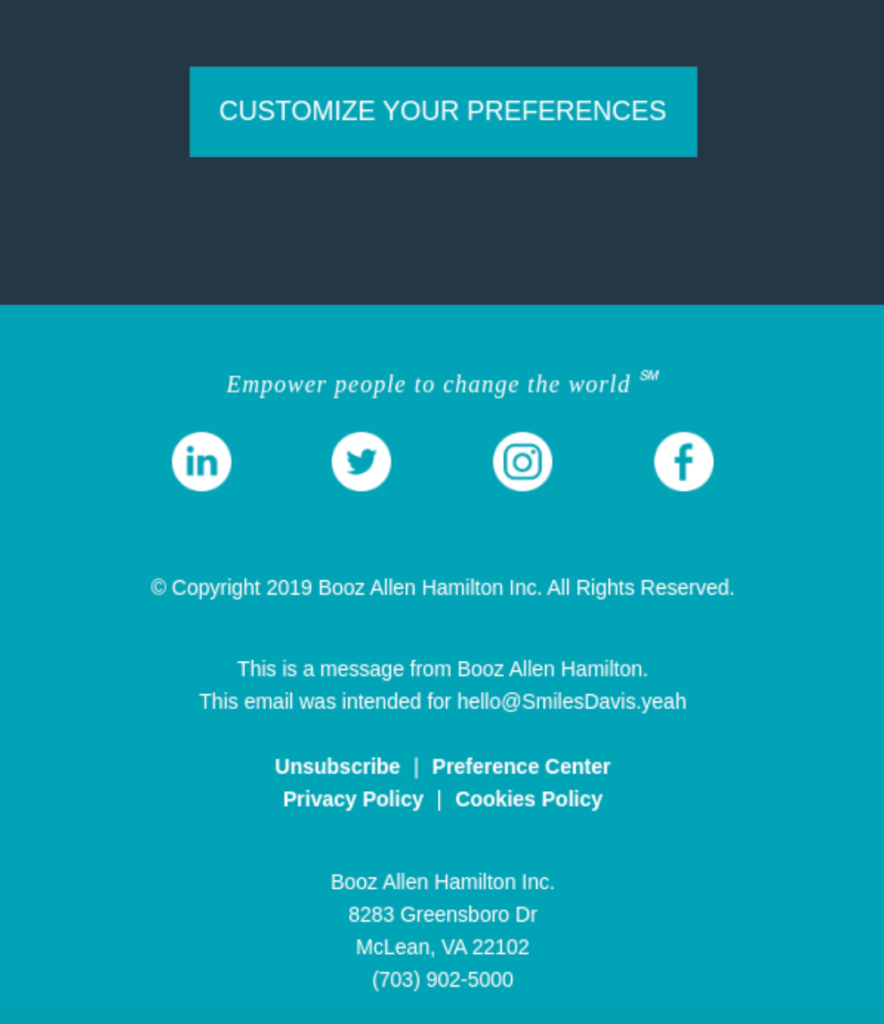 CUSTOMIZE YOUR PREFERENCES
Empower people to change the world ℠
© Copyright 2019 Booz Allen Hamilton Inc. All Rights Reserved.
This is a message from Booz Allen Hamilton.
This email was intended for hello@SmilesDavis.yeah
Unsubscribe | Preference Center
Privacy Policy | Cookies Policy
Booz Allen Hamilton Inc.
8283 Greensboro Dr
McLean, VA 22102
(703) 902-5000